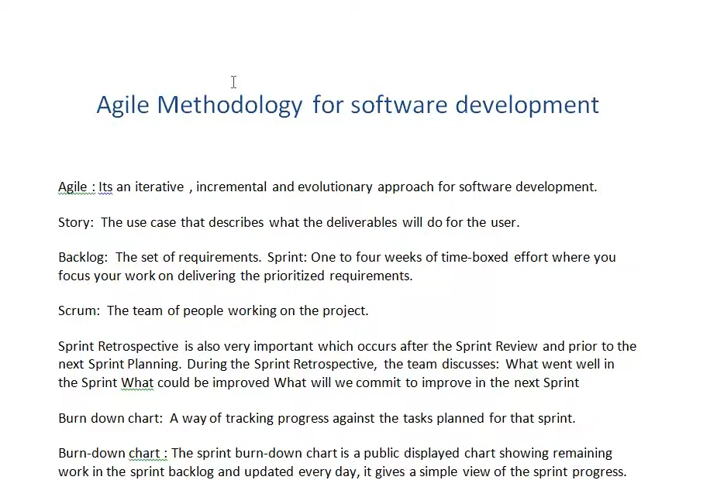 Agile Methodology for software development
Agile : Its an iterative , incremental and evolutionary approach for software development.
Story: The use case that describes what the deliverables will do for the user.
Backlog: The set of requirements. Sprint: One to four weeks of time-boxed effort where you
focus your work on delivering the prioritized requirements.
Scrum: The team of people working on the project.
Sprint Retrospective is also very important which occurs after the Sprint Review and prior to the
next Sprint Planning. During the Sprint Retrospective, the team discusses: What went well in
the Sprint What could be improved What will we commit to improve in the next Sprint
Burn down chart: A way of tracking progress against the tasks planned for that sprint.
Burn-down chart : The sprint burn-down chart is a public displayed chart showing remaining
work in the sprint backlog and updated every day, it gives a simple view of the sprint progress.